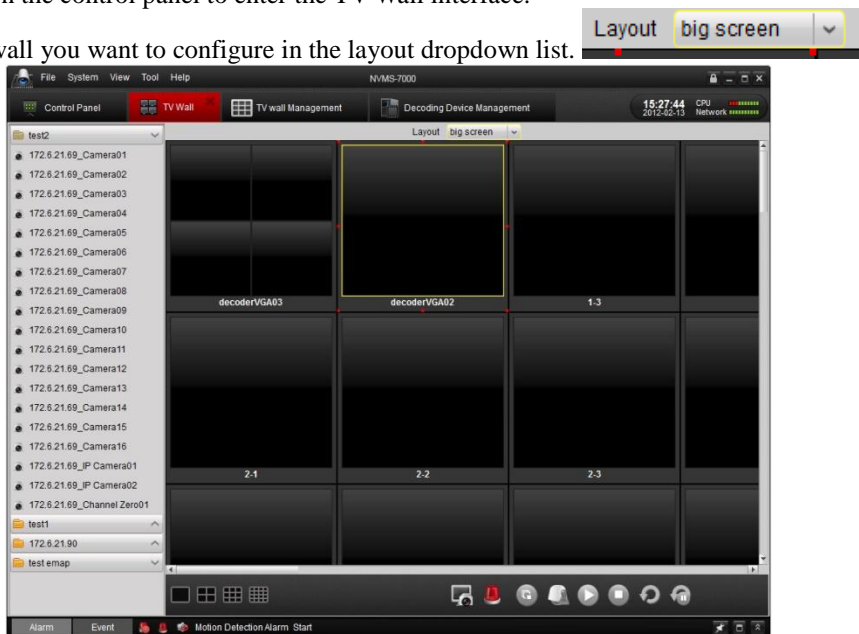 the control panel to enter the TV Wall interface.
wall you want to configure in the layout dropdown list.
Layout big screen
File System View Tool Help NVMS-7000
Control Panel TV Wall TV wall Management Decoding Device Management 15:27:44 CPU
2012-02-13 Network
test2 Layout big screen
172.6.21.69_Camera01
172.6.21.69_Camera02
172.6.21.69_Camera03
172.6.21.69_Camera04
172.6.21.69_Camera05
172.6.21.69_Camera06
172.6.21.69_Camera07
172.6.21.69_Camera08
172.6.21.69_Camera09
172.6.21.69_Camera10
172.6.21.69_Camera11
172.6.21.69_Camera12
172.6.21.69_Camera13
172.6.21.69_Camera14
172.6.21.69_Camera15
172.6.21.69_Camera16
172.6.21.69_IP Camera01
172.6.21.69_IP Camera02
172.6.21.69_Channel Zero01
test1
172.6.21.90
test emap
decoderVGA03 decoderVGA02 1-3
2-1 2-2 2-3
Alarm Event Motion Detection Alarm Start